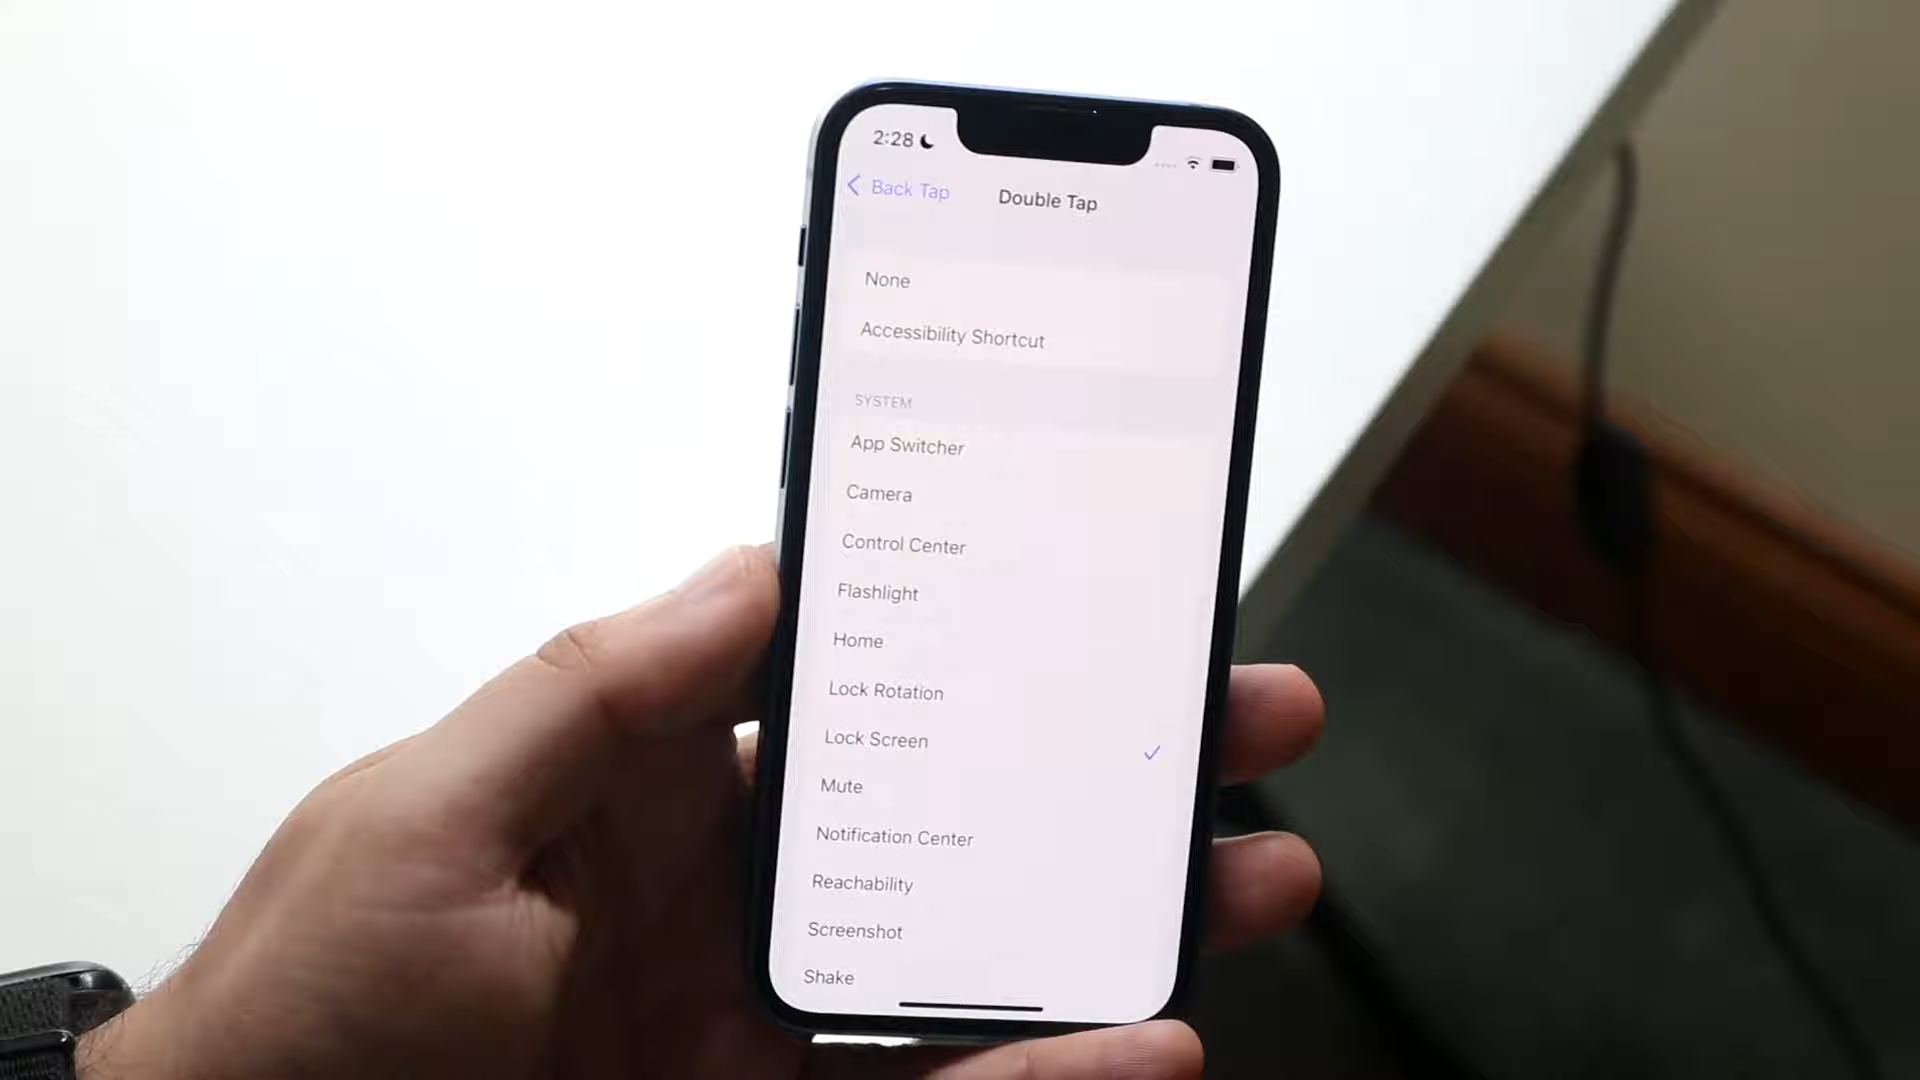 2:28
Back Tap
Double Tap
None
Accessibility Shortcut
SYSTEM
App Switcher
Camera
Control Center
Flashlight
Home
Lock Rotation
Lock Screen
Mute
Notification Center
Reachability
Screenshot
Shake